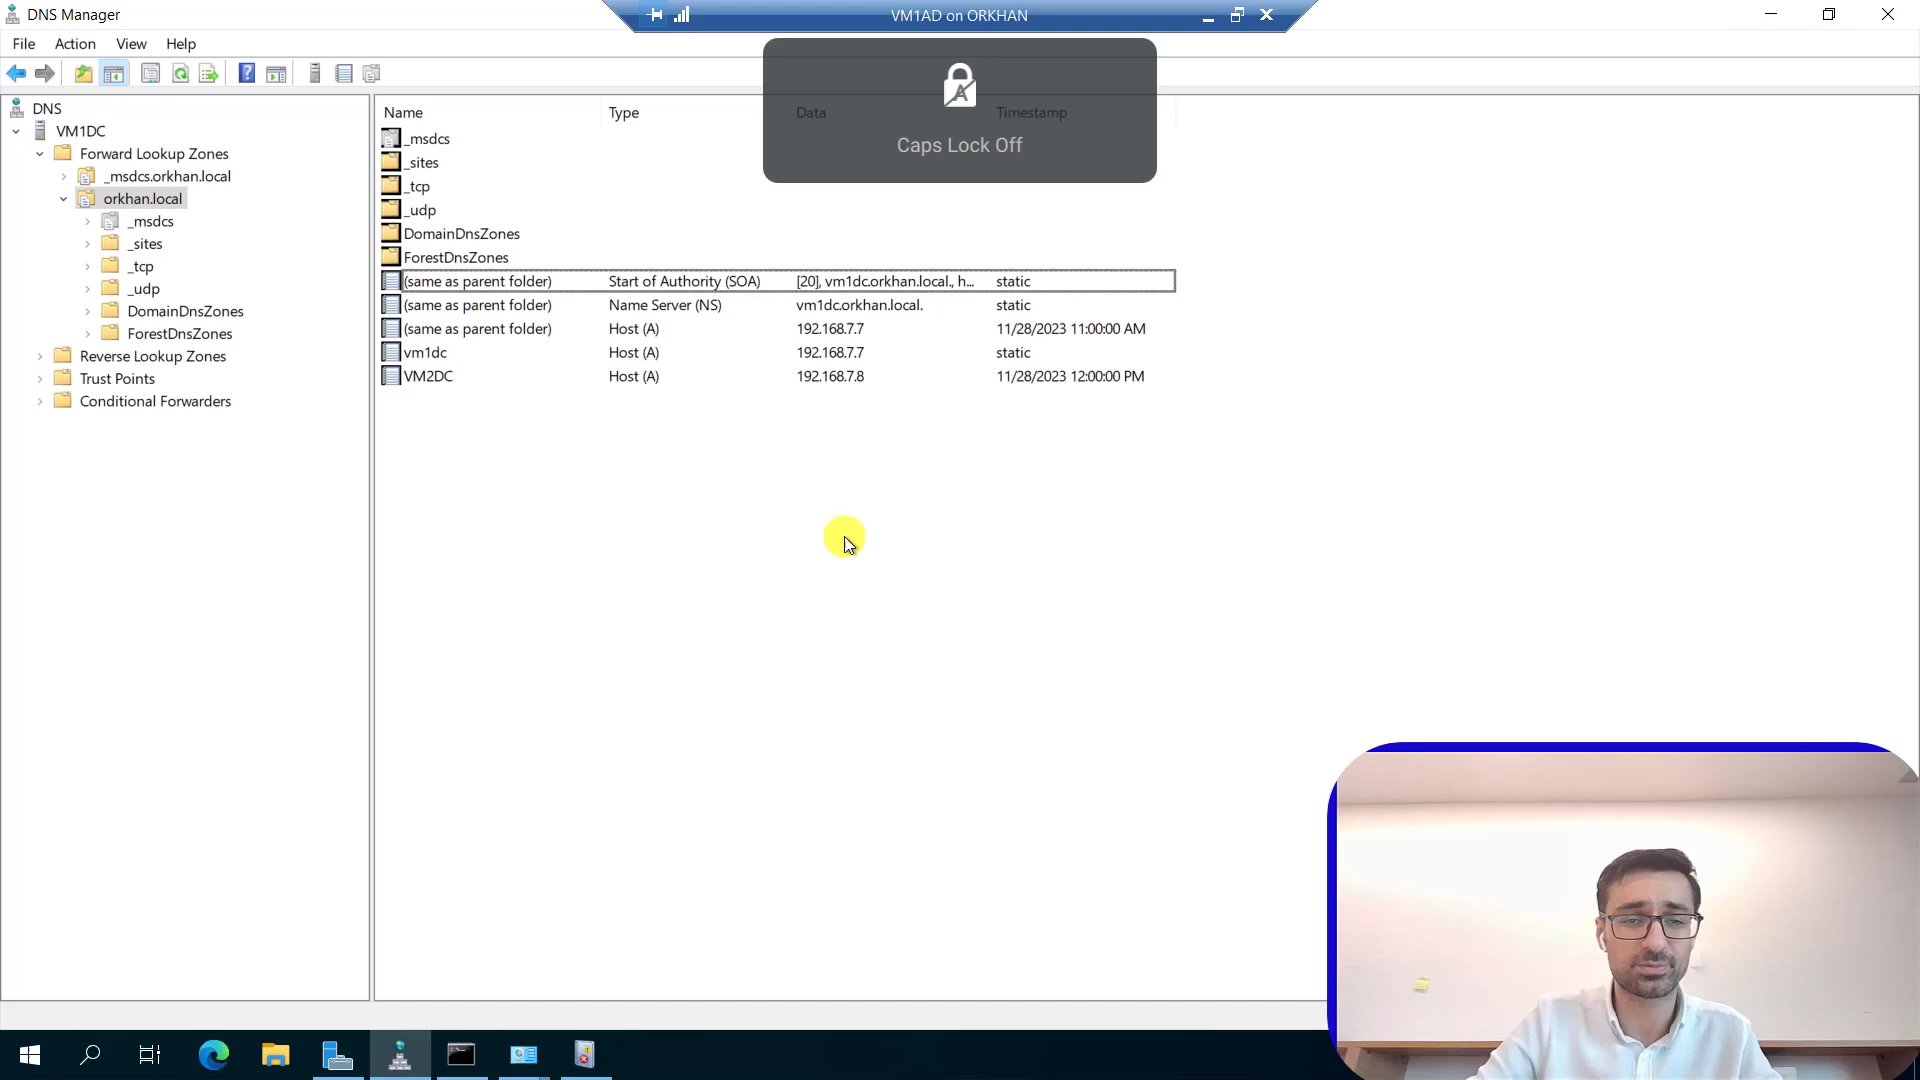 DNS Manager
VM1AD on ORKHAN
File Action View Help
Caps Lock Off
DNS
VM1DC
Forward Lookup Zones
_msdcs.orkhan.local
orkhan.local
_msdcs
_sites
_tcp
_udp
DomainDnsZones
ForestDnsZones
Reverse Lookup Zones
Trust Points
Conditional Forwarders
Name Type Data Timestamp
_msdcs
_sites
_tcp
_udp
DomainDnsZones
ForestDnsZones
(same as parent folder) Start of Authority (SOA) [20], vm1dc.orkhan.local., h... static
(same as parent folder) Name Server (NS) vm1dc.orkhan.local. static
(same as parent folder) Host (A) 192.168.7.7 11/28/2023 11:00:00 AM
vm1dc Host (A) 192.168.7.7 static
VM2DC Host (A) 192.168.7.8 11/28/2023 12:00:00 PM